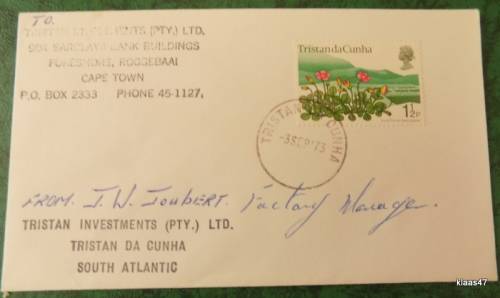 TO.
TRISTAN INVESTMENTS (PTY.) LTD.
904 BARCLAYS BANK BUILDINGS
FORESHORE, ROGGEBAAI
CAPE TOWN
P.O. BOX 2333 PHONE 45-1127,
Tristan da Cunha
1½p
TRISTAN DA CUNHA
-3 SEP '73
FROM. J. W. Joubert. Factory Manager.
TRISTAN INVESTMENTS (PTY.) LTD.
TRISTAN DA CUNHA
SOUTH ATLANTIC
klaas47